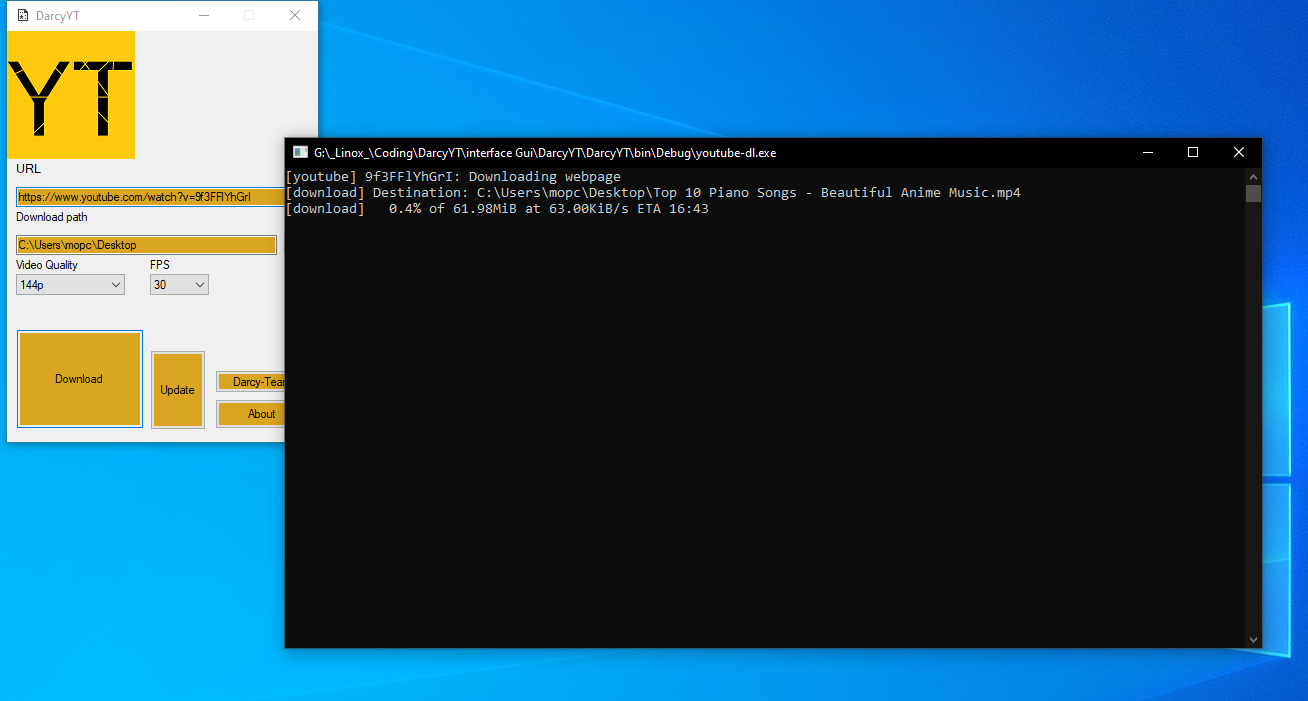 DarcyYT
YT
URL
https://www.youtube.com/watch?v=9f3FFlYhGrI
Download path
C:\Users\mopc\Desktop
Video Quality
FPS
144p
30
Download
Update
Darcy-Tea
About
G:\_Linox_\Coding\DarcyYT\interface Gui\DarcyYT\DarcyYT\bin\Debug\youtube-dl.exe
[youtube] 9f3FFlYhGrI: Downloading webpage
[download] Destination: C:\Users\mopc\Desktop\Top 10 Piano Songs - Beautiful Anime Music.mp4
[download]   0.4% of 61.98MiB at 63.00KiB/s ETA 16:43